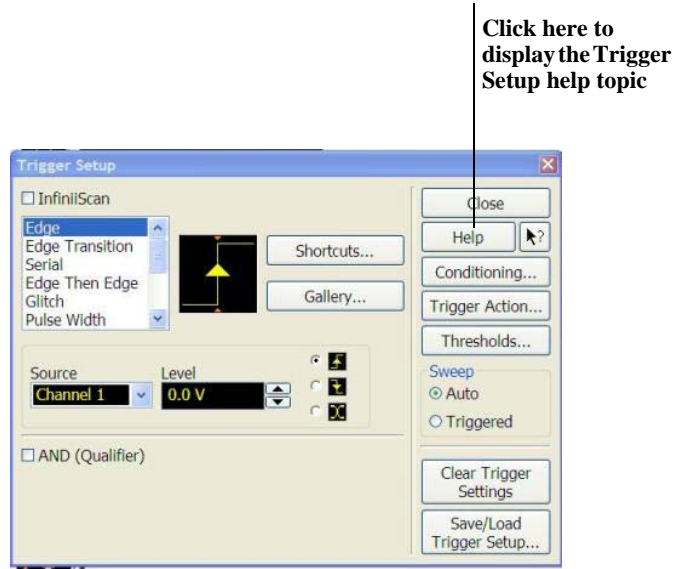 Click here to
display the Trigger
Setup help topic
Trigger Setup
InfiniiScan
Edge
Edge Transition
Serial
Edge Then Edge
Glitch
Pulse Width
Shortcuts...
Gallery...
Source
Channel 1
Level
0.0 V
AND (Qualifier)
Close
Help
?
Conditioning...
Trigger Action...
Thresholds...
Sweep
Auto
Triggered
Clear Trigger
Settings
Save/Load
Trigger Setup...